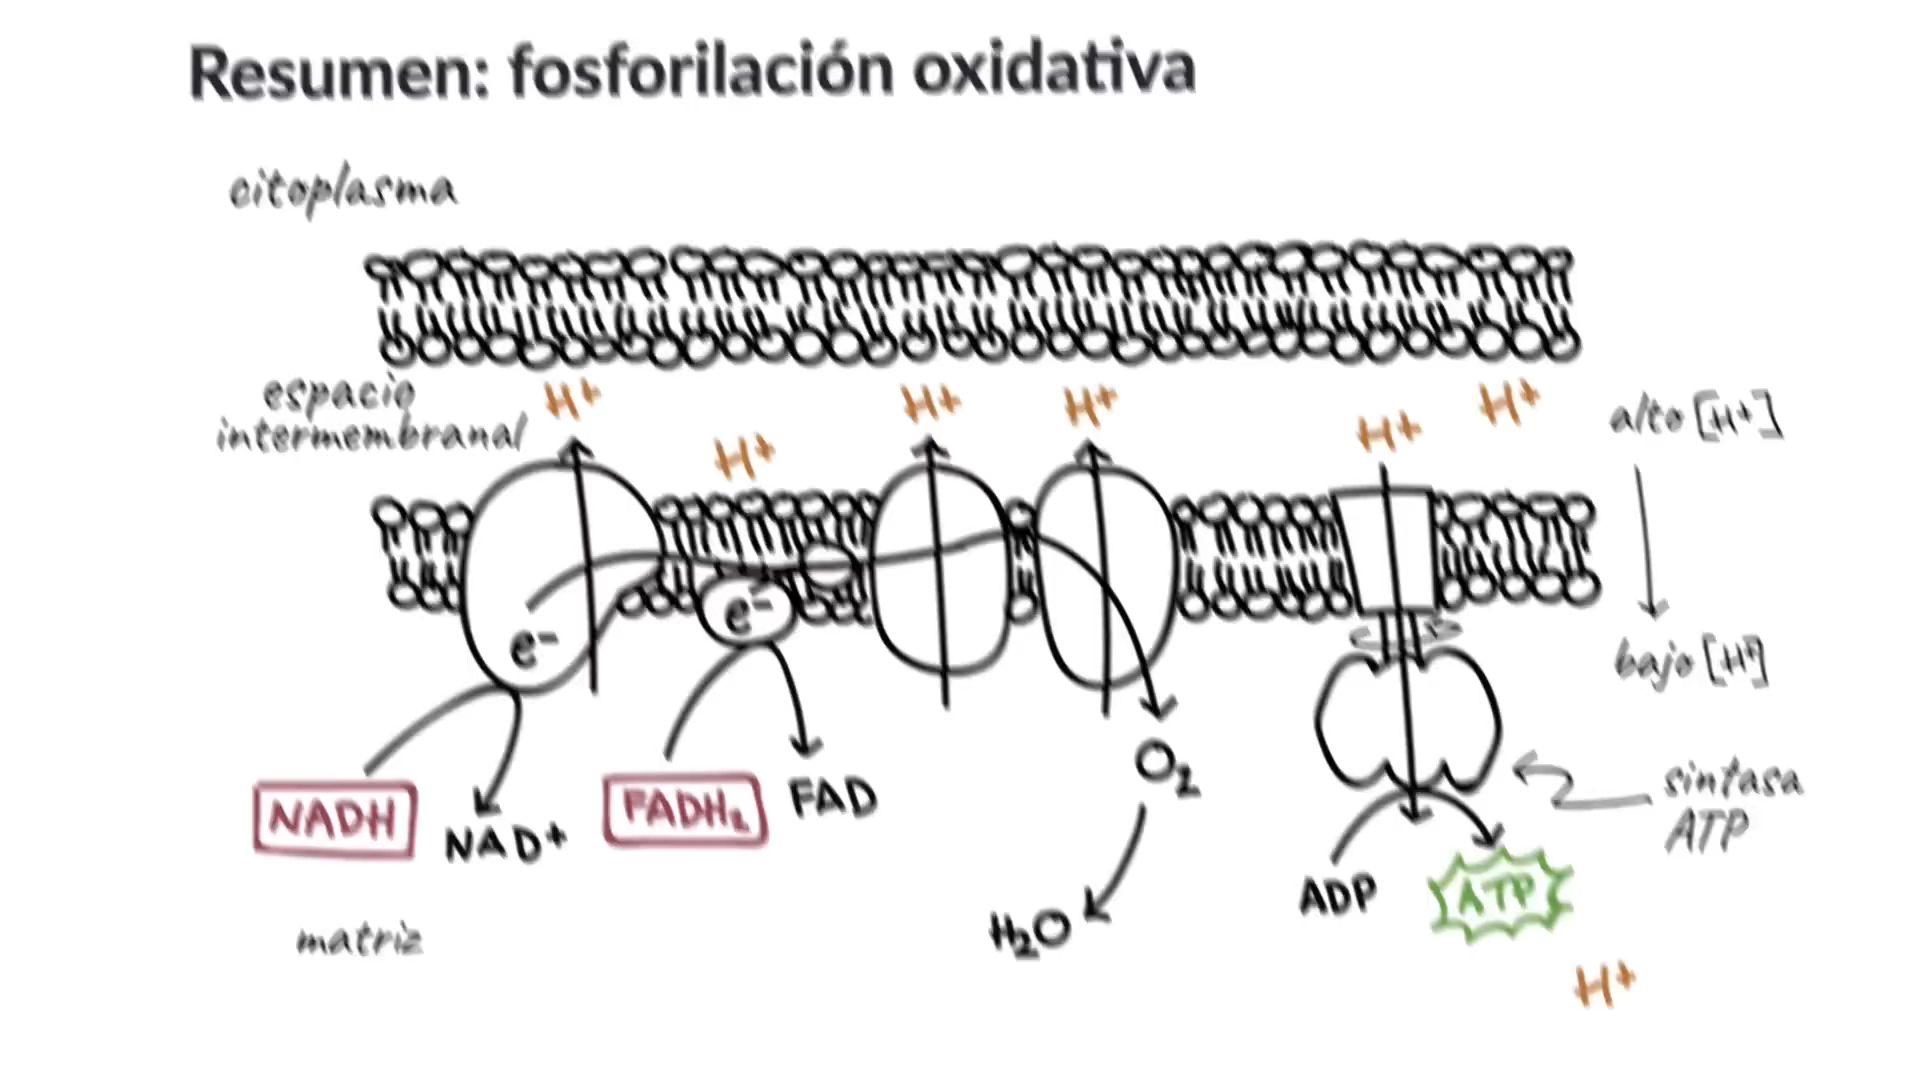 Resumen: fosforilación oxidativa
citoplasma
espacio
intermembranal
H+
H+
H+
H+
H+
H+
alto [H+]
bajo [H+]
e-
e-
NADH
NAD+
FADH₂
FAD
O₂
H₂O
sintasa
ATP
ADP
ATP
matriz
H+